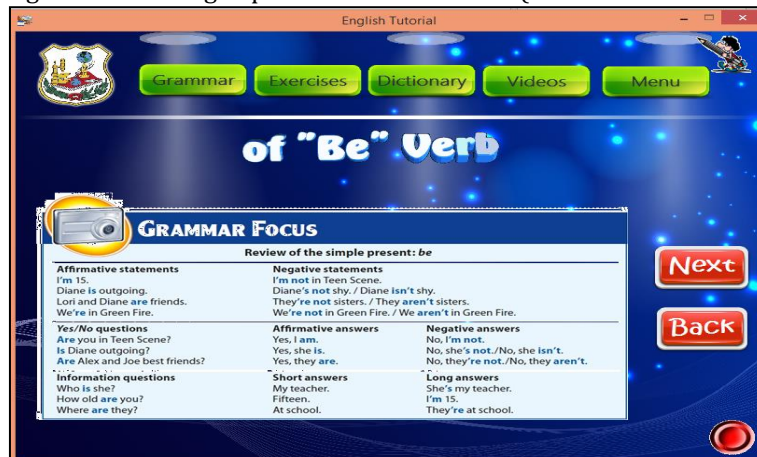 English Tutorial
Grammar Exercises Dictionary Videos Menu
of "Be" Verb
GRAMMAR FOCUS
Review of the simple present: be
Affirmative statements Negative statements
I'm 15. I'm not in Teen Scene.
Diane is outgoing. Diane's not shy. / Diane isn't shy.
Lori and Diane are friends. They're not sisters. / They aren't sisters.
We're in Green Fire. We're not in Green Fire. / We aren't in Green Fire.
Yes/No questions Affirmative answers Negative answers
Are you in Teen Scene? Yes, I am. No, I'm not.
Is Diane outgoing? Yes, she is. No, she's not./No, she isn't.
Are Alex and Joe best friends? Yes, they are. No, they're not./No, they aren't.
Information questions Short answers Long answers
Who is she? My teacher. She's my teacher.
How old are you? Fifteen. I'm 15.
Where are they? At school. They're at school.
Next
Back